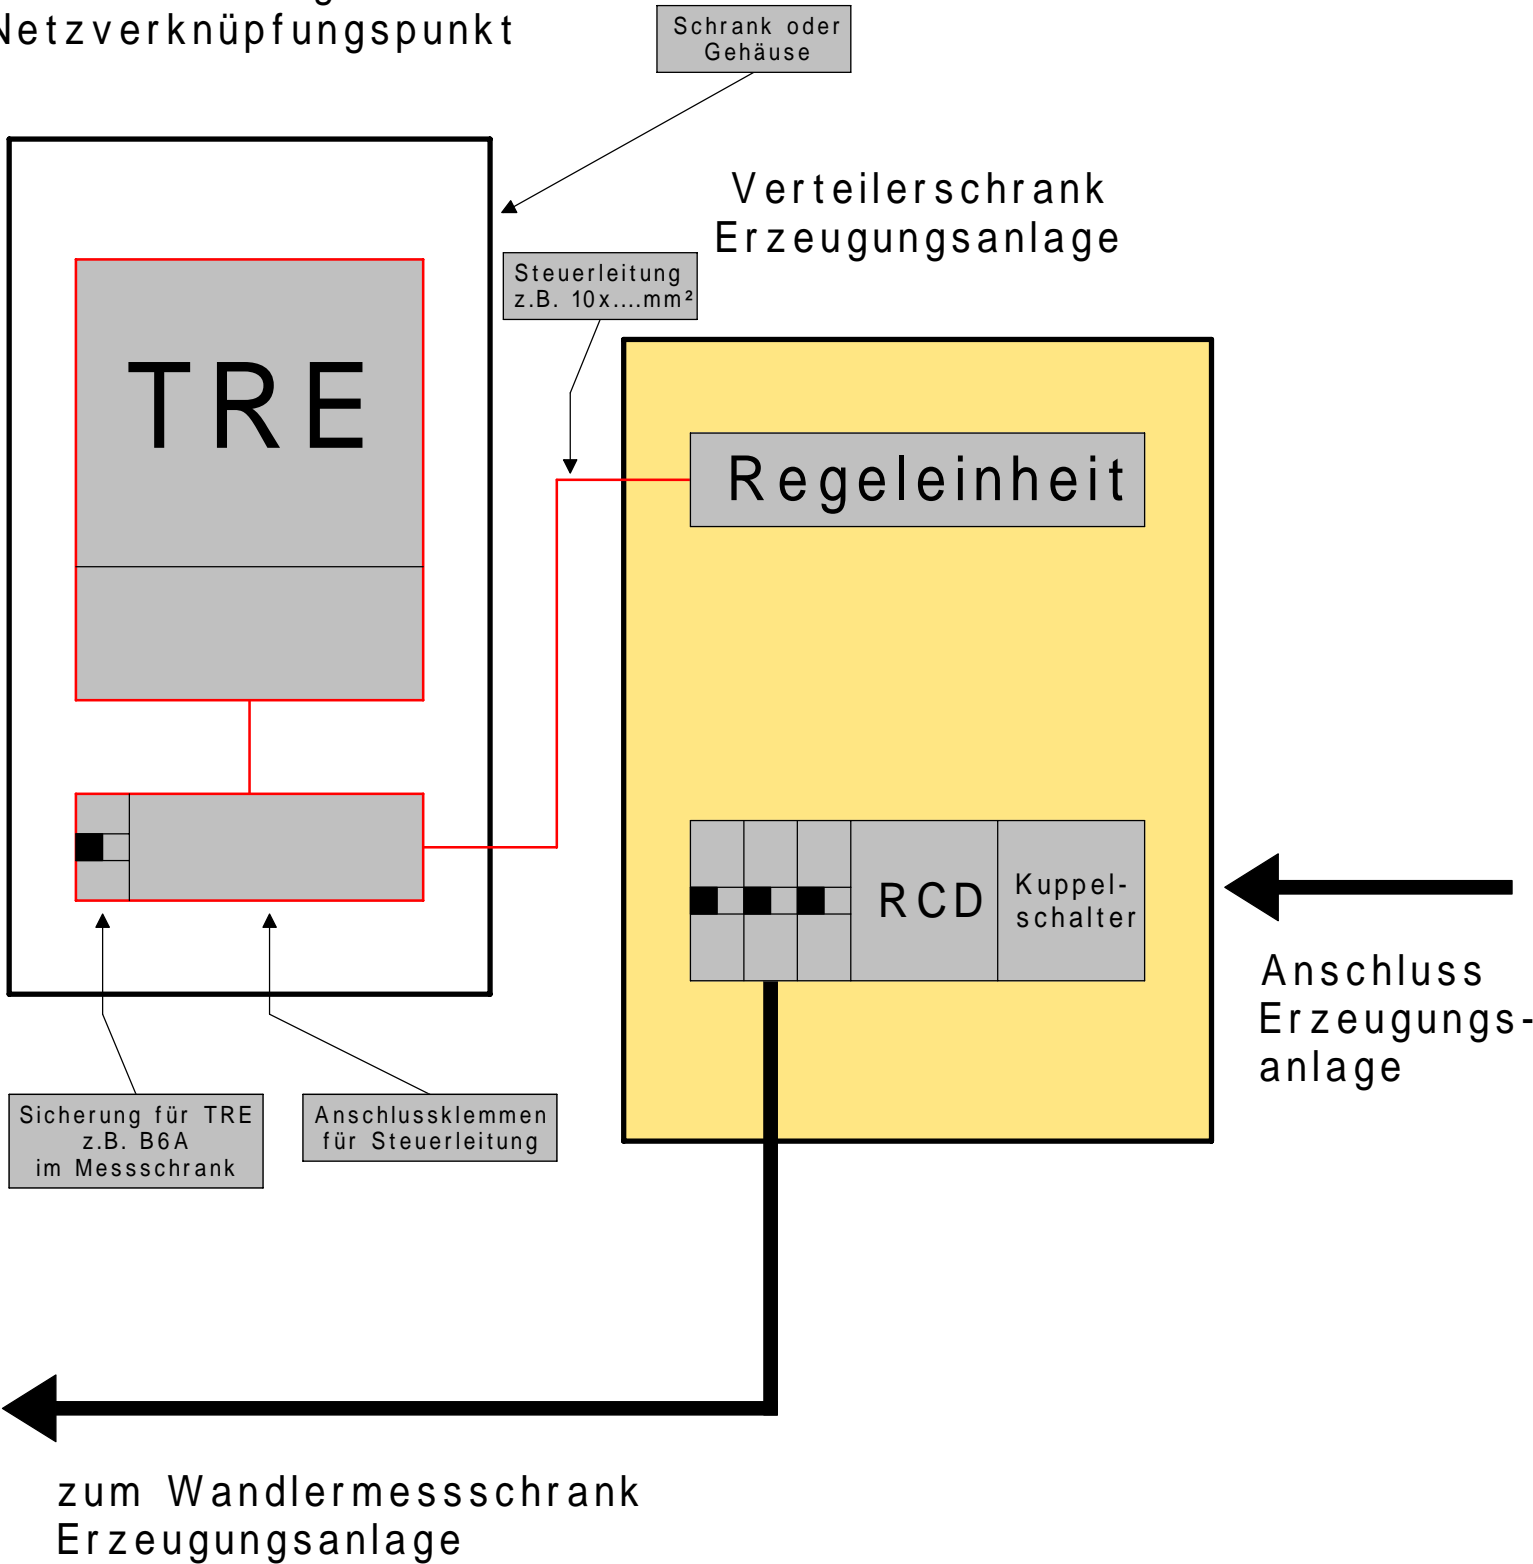 Netzverknüpfungspunkt
Schrank oder
Gehäuse
Verteilerschrank
Erzeugungsanlage
Steuerleitung
z.B. 10x....mm²
TRE
Regeleinheit
RCD
Kuppel-
schalter
Anschluss
Erzeugungs-
anlage
Sicherung für TRE
z.B. B6A
im Messschrank
Anschlussklemmen
für Steuerleitung
zum Wandlermessschrank
Erzeugungsanlage